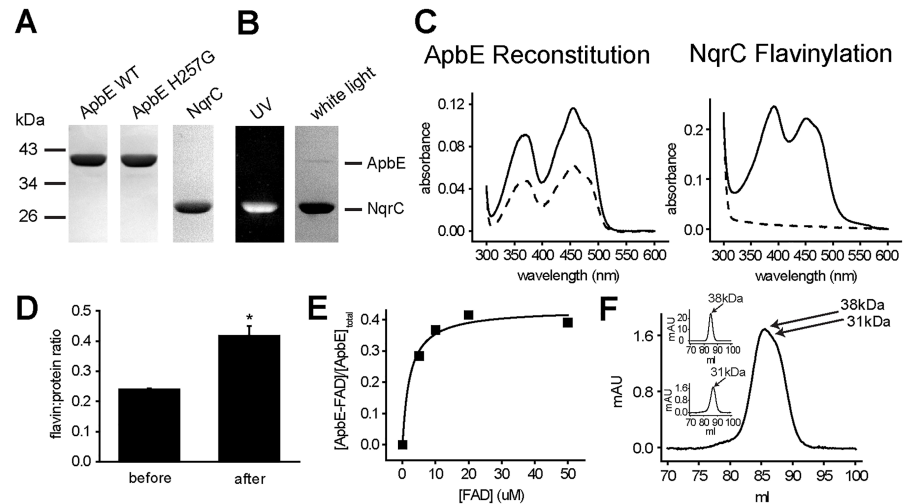 A
B
C
ApbE WT
ApbE H257G
NqrC
UV
white light
kDa
43
34
26
ApbE
NqrC
ApbE Reconstitution
NqrC Flavinylation
absorbance
0.12
0.08
0.04
0.00
300 350 400 450 500 550 600
wavelength (nm)
absorbance
0.2
0.1
0.0
300 350 400 450 500 550 600
wavelength (nm)
D
flavin:protein ratio
0.5
0.4
0.3
0.2
0.1
0.0
*
before
after
E
[ApbE-FAD]/[ApbE]total
0.4
0.3
0.2
0.1
0.0
0 10 20 30 40 50
[FAD] (uM)
F
mAU
1.6
0.8
0.0
70 75 80 85 90 95 100
ml
38kDa
31kDa
38kDa
mAU
20
10
0
70 80 90 100
ml
31kDa
mAU
1.6
0.8
0.0
70 80 90 100
ml